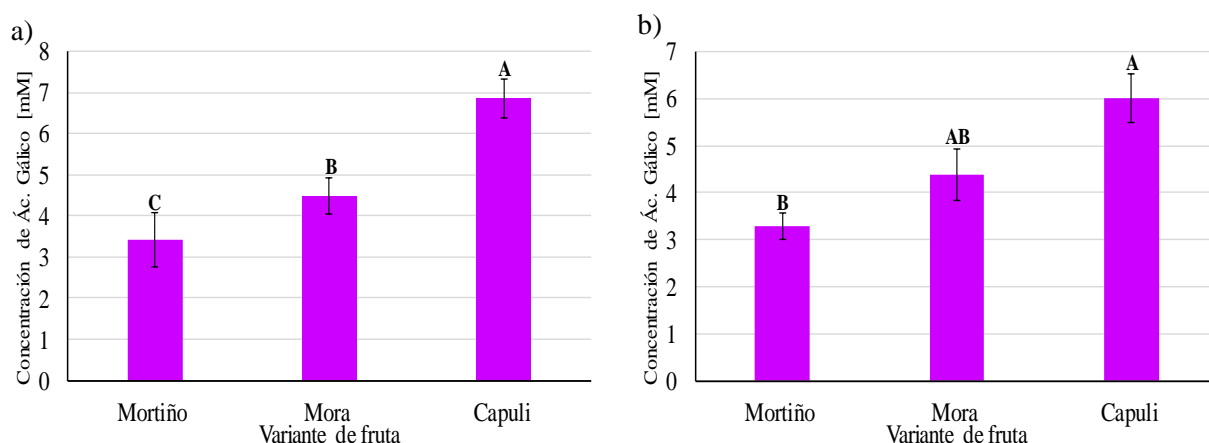 a)
Concentración de Ác. Gálico [mM]
8
7
6
5
4
3
2
1
0
C
B
A
Mortiño
Mora
Capuli
Variante de fruta
b)
Concentración de Ác. Gálico [mM]
7
6
5
4
3
2
1
0
B
AB
A
Mortiño
Mora
Capuli
Variante de fruta